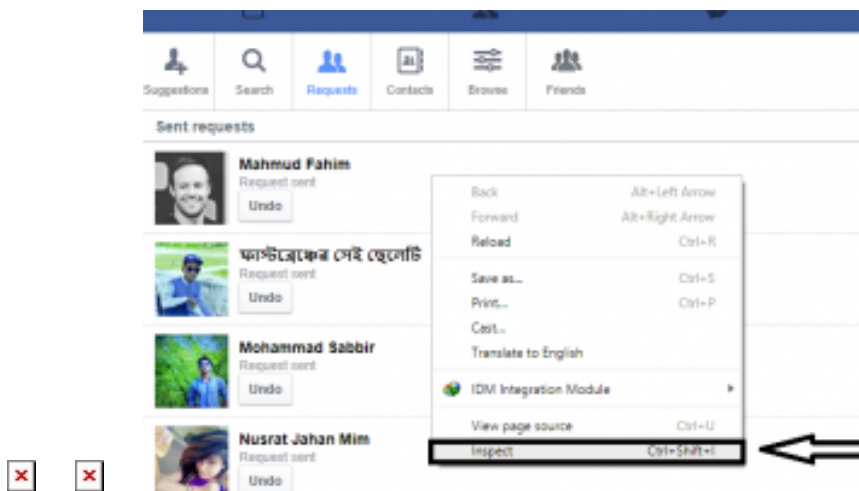 Suggestions Search Requests Contacts Browse Friends
Sent requests
Mahmud Fahim
Request sent
Undo
ফাস্টব্রেঞ্চের সেই ছেলেটি
Request sent
Undo
Mohammad Sabbir
Request sent
Undo
Nusrat Jahan Mim
Request sent
Undo
Back Alt+Left Arrow
Forward Alt+Right Arrow
Reload Ctrl+R
Save as... Ctrl+S
Print... Ctrl+P
Cast...
Translate to English
IDM Integration Module
View page source Ctrl+U
Inspect Ctrl+Shift+I